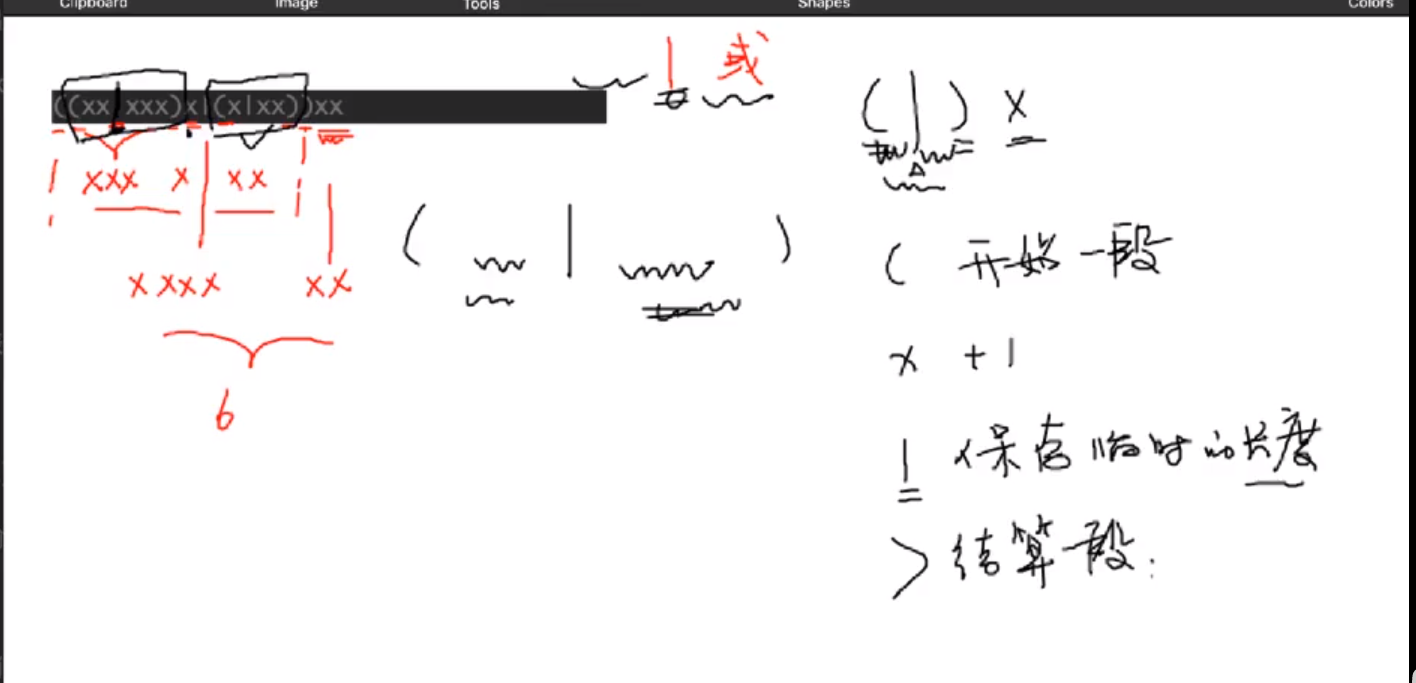 Clipboard Image Tools Shapes Colors
| 或
((xx|xxx)x|(x|xx))xx
( | ) x
xxx x | xx
( | )
( 开始一段
xxxx xx
x +1
6
| 保存临时的长度
) 结算一段.